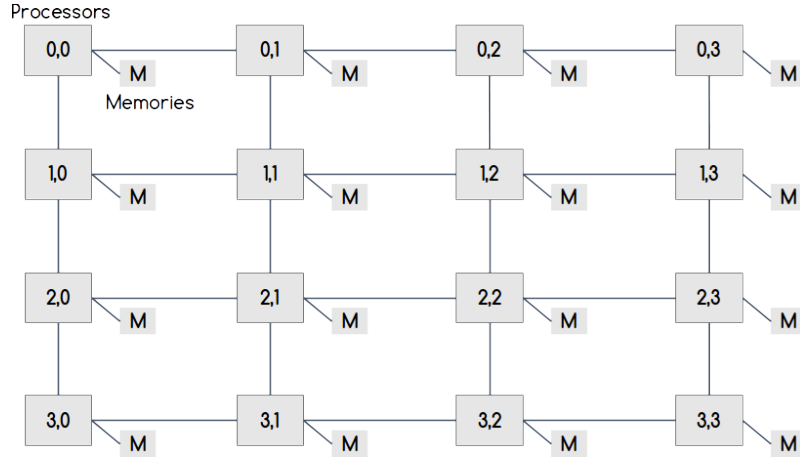 Processors
0,0 0,1 0,2 0,3
M M M M
Memories
1,0 1,1 1,2 1,3
M M M M
2,0 2,1 2,2 2,3
M M M M
3,0 3,1 3,2 3,3
M M M M